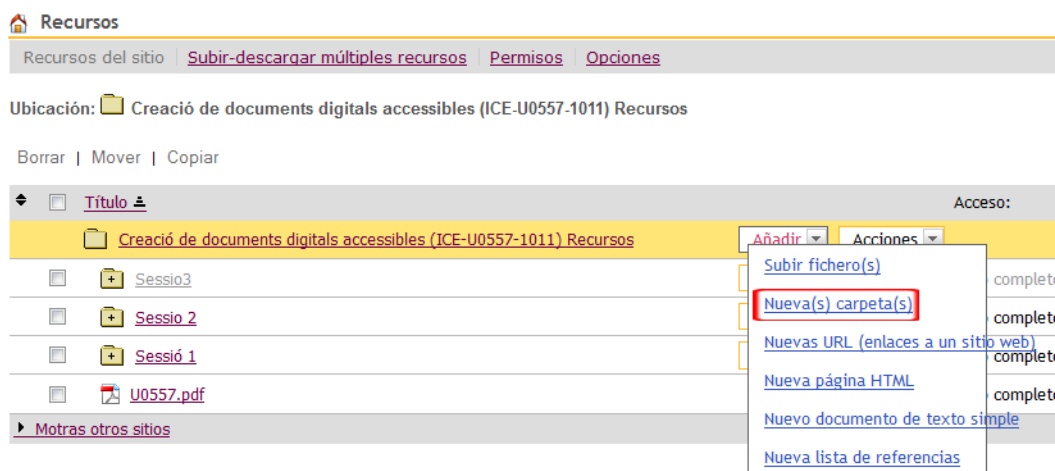 Recursos
Recursos del sitio Subir-descargar múltiples recursos Permisos Opciones
Ubicación: Creació de documents digitals accessibles (ICE-U0557-1011) Recursos
Borrar | Mover | Copiar
Título Acceso:
Creació de documents digitals accessibles (ICE-U0557-1011) Recursos Añadir Acciones
Subir fichero(s)
Sessio3
Nueva(s) carpeta(s)
Sessio 2
Nuevas URL (enlaces a un sitio web)
Sessió 1
Nueva página HTML
U0557.pdf
Nuevo documento de texto simple
Motras otros sitios
Nueva lista de referencias